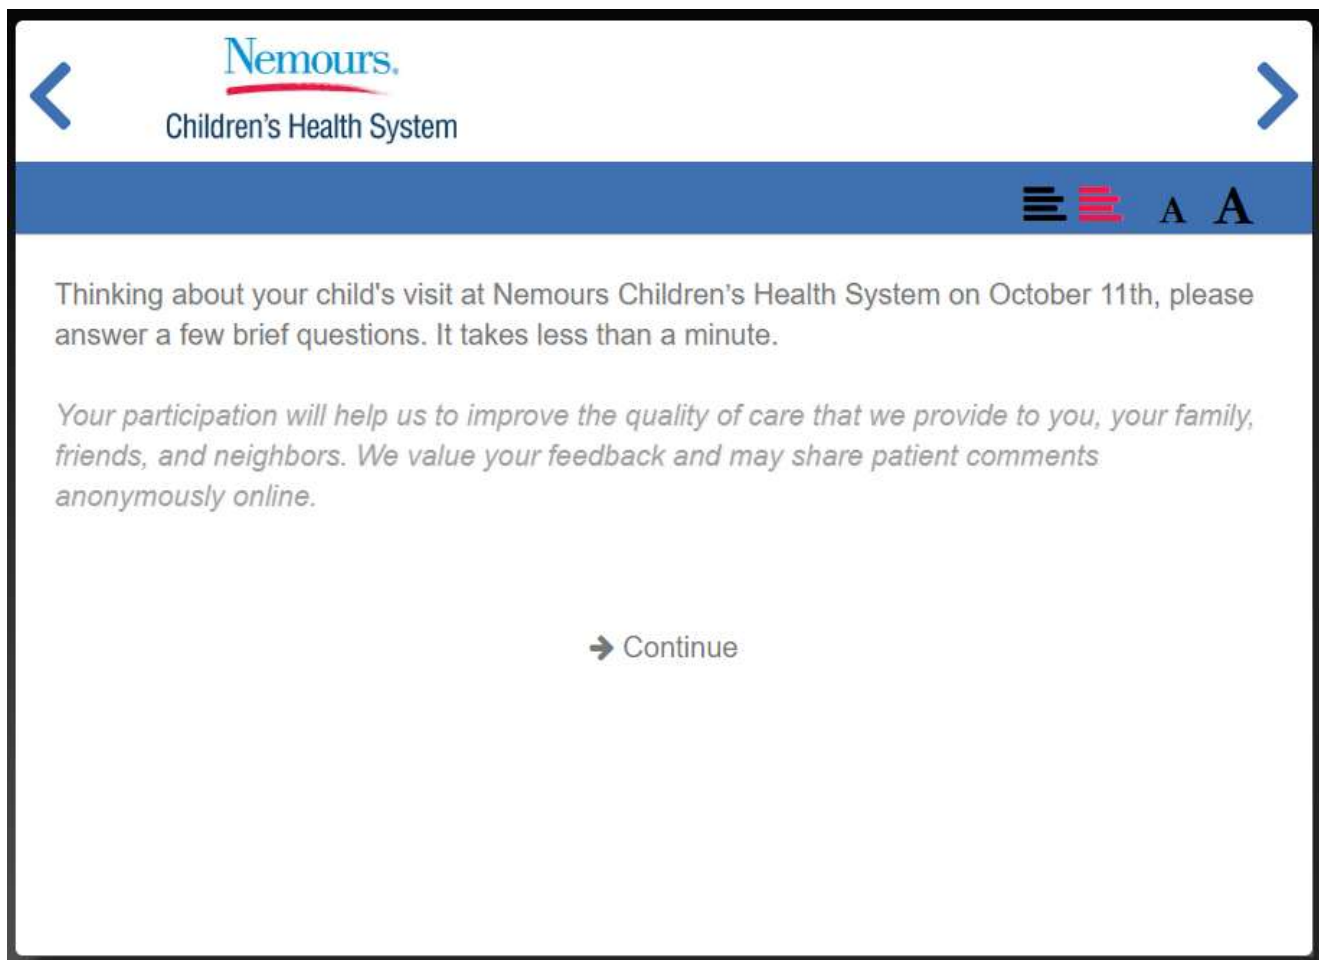 Nemours.
Children's Health System
A A
Thinking about your child's visit at Nemours Children’s Health System on October 11th, please
answer a few brief questions. It takes less than a minute.
Your participation will help us to improve the quality of care that we provide to you, your family,
friends, and neighbors. We value your feedback and may share patient comments
anonymously online.
Continue